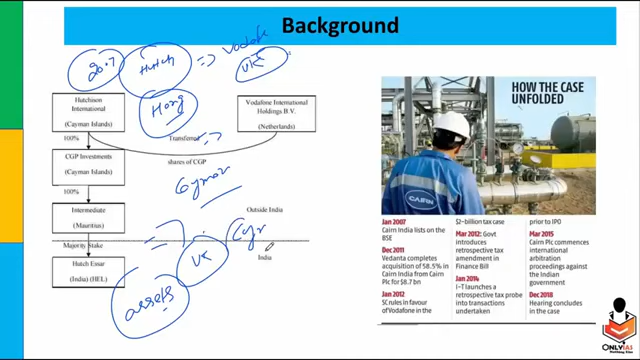 Background
2007
Hutch
=> Vodafone
UK
Hong
Hutchinson International
(Cayman Islands)
Vodafone International
Holdings B.V.
(Netherlands)
100%
Transferred
=>
shares of CGP
CGP Investments
(Cayman Islands)
100%
Intermediate
(Mauritius)
Outside India
India
UK
Majority Stake
Hutch Essar
(India) (HEL)
assets
HOW THE CASE
UNFOLDED
CAIRN
Jan 2007
Cairn India lists on the
BSE
Dec 2011
Vedanta completes
acquisition of 58.5% in
Cairn India from Cairn
Plc for $8.7 bn
Jan 2012
SC rules in favour
of Vodafone in the
$2-billion tax case
Mar 2012: Govt
introduces
retrospective tax
amendment in
Finance Bill
Jan 2014
I-T launches a
retrospective tax probe
into transactions
undertaken
prior to IPO
Mar 2015
Cairn Plc commences
international
arbitration
proceedings against
the government
Dec 2018
Hearing concludes
in the case
ONLYIAS